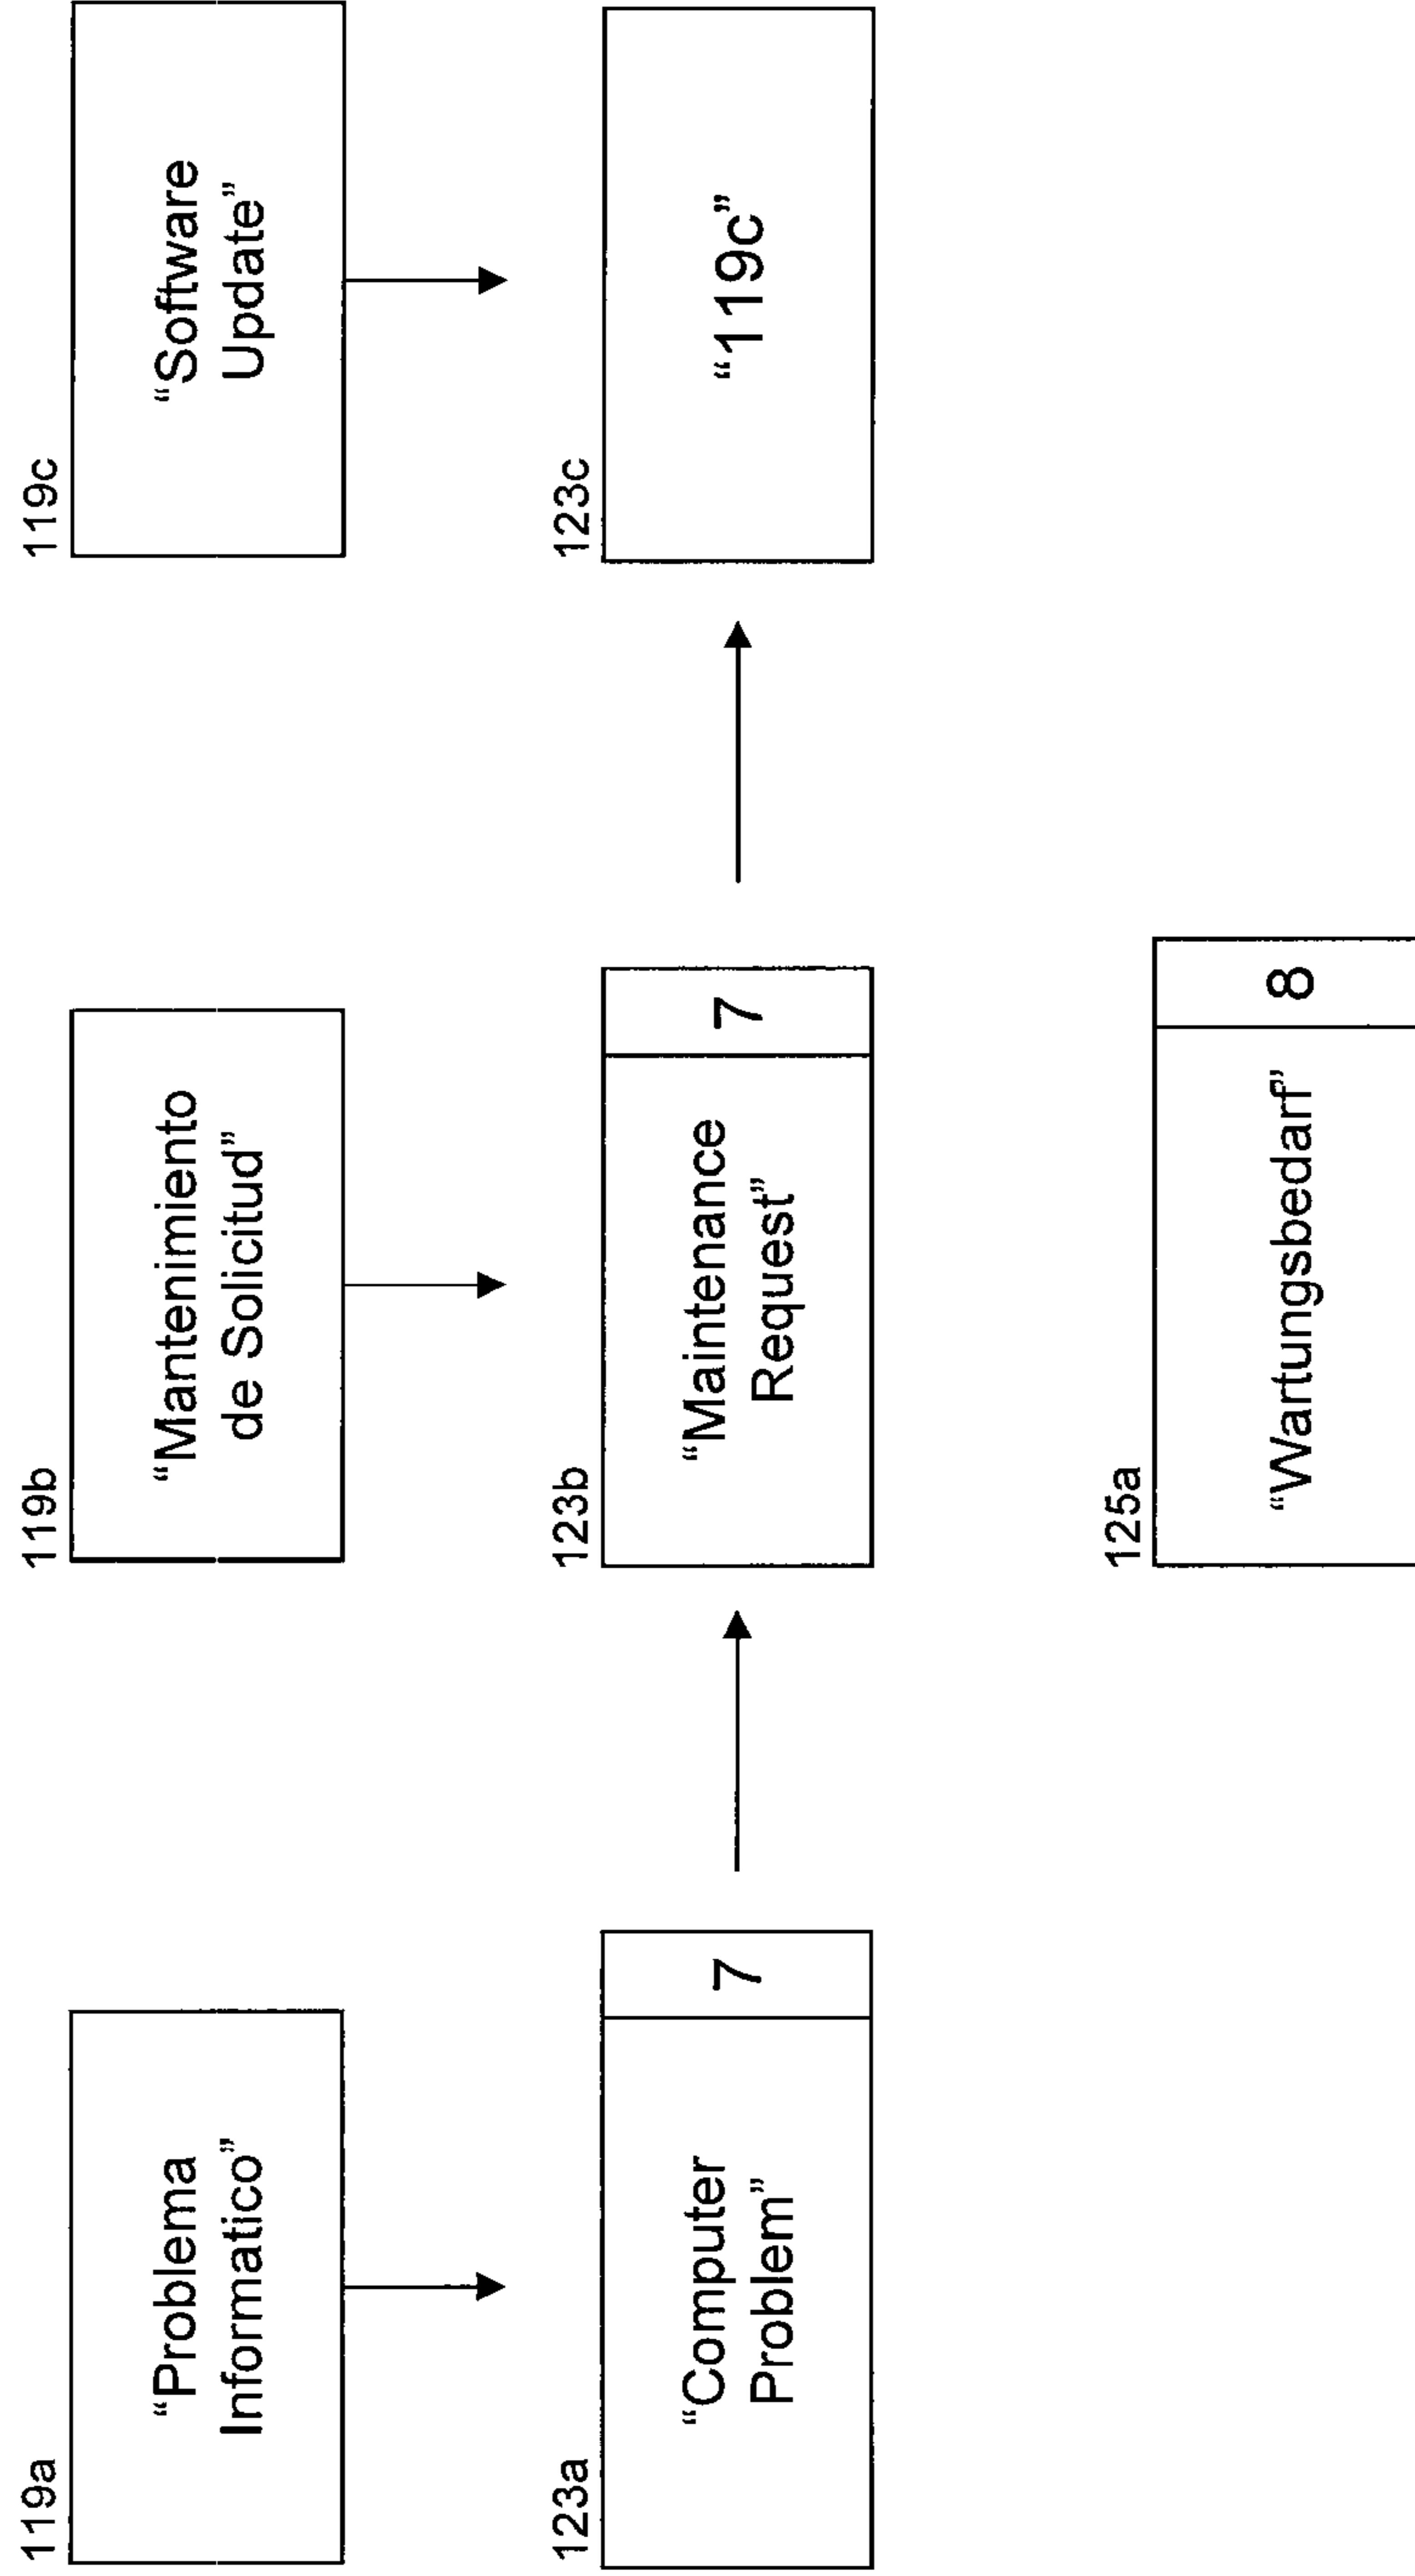 119a
“Problema
Informatico”
119b
“Mantenimiento
de Solicitud”
119c
“Software
Update”
123a
“Computer
Problem”
7
123b
“Maintenance
Request”
7
123c
“119c”
125a
“Wartungsbedarf”
8